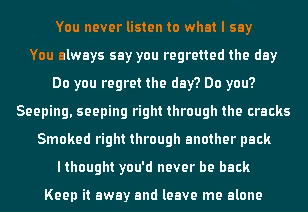 You never listen to what I say
You always say you regretted the day
Do you regret the day? Do you?
Seeping, seeping right through the cracks
Smoked right through another pack
I thought you'd never be back
Keep it away and leave me alone